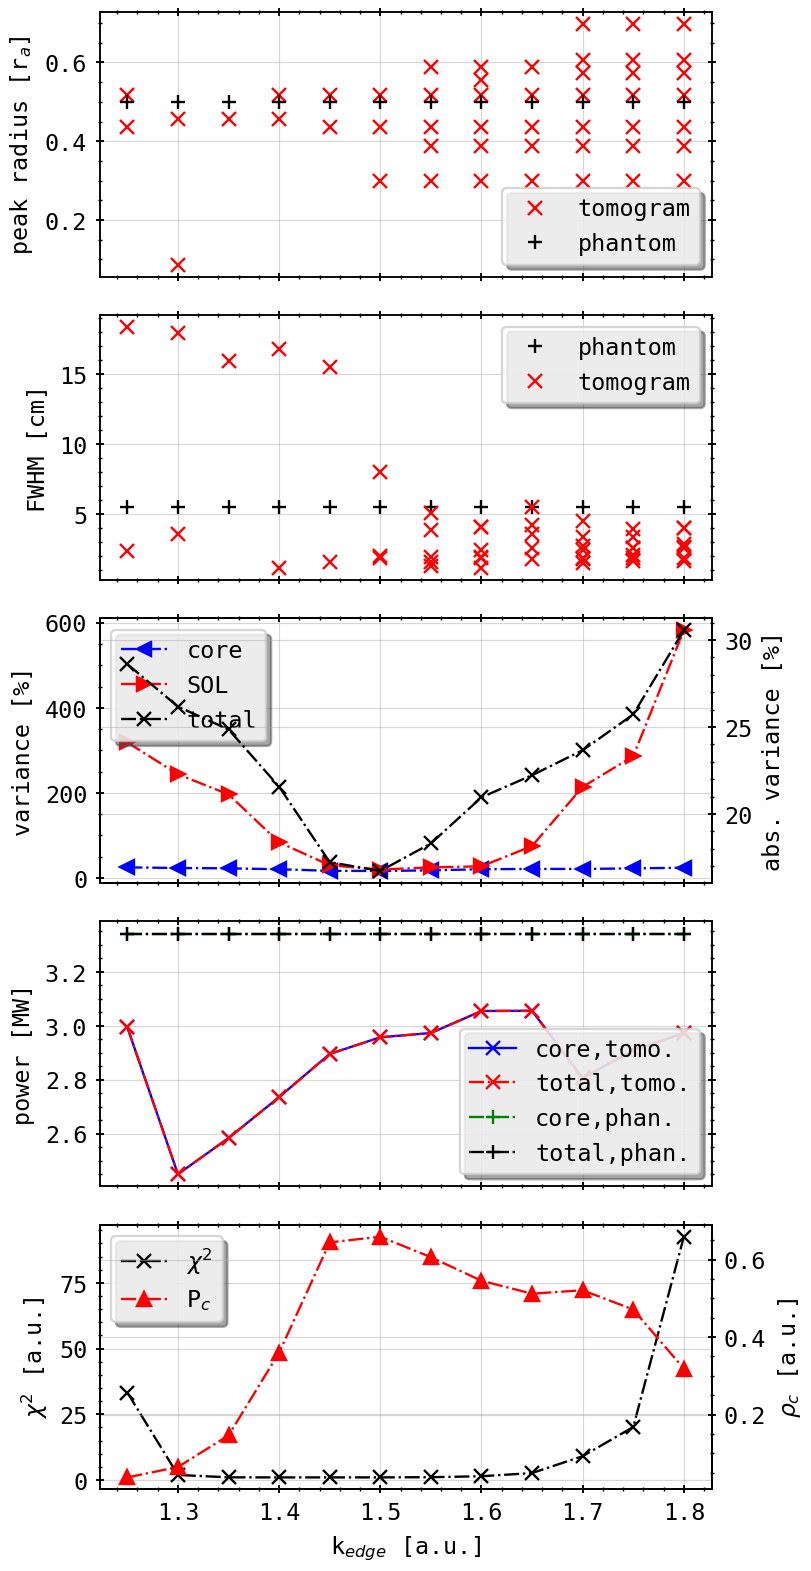 peak radius [r_a]
0.6
0.4
0.2
tomogram
phantom
FWHM [cm]
15
10
5
phantom
tomogram
variance [%]
600
400
200
0
core
SOL
total
30
25
20
abs. variance [%]
power [MW]
3.2
3.0
2.8
2.6
core,tomo.
total,tomo.
core,phan.
total,phan.
χ² [a.u.]
75
50
25
0
χ²
P_c
0.6
0.4
0.2
ρ_c [a.u.]
1.3 1.4 1.5 1.6 1.7 1.8
k_edge [a.u.]